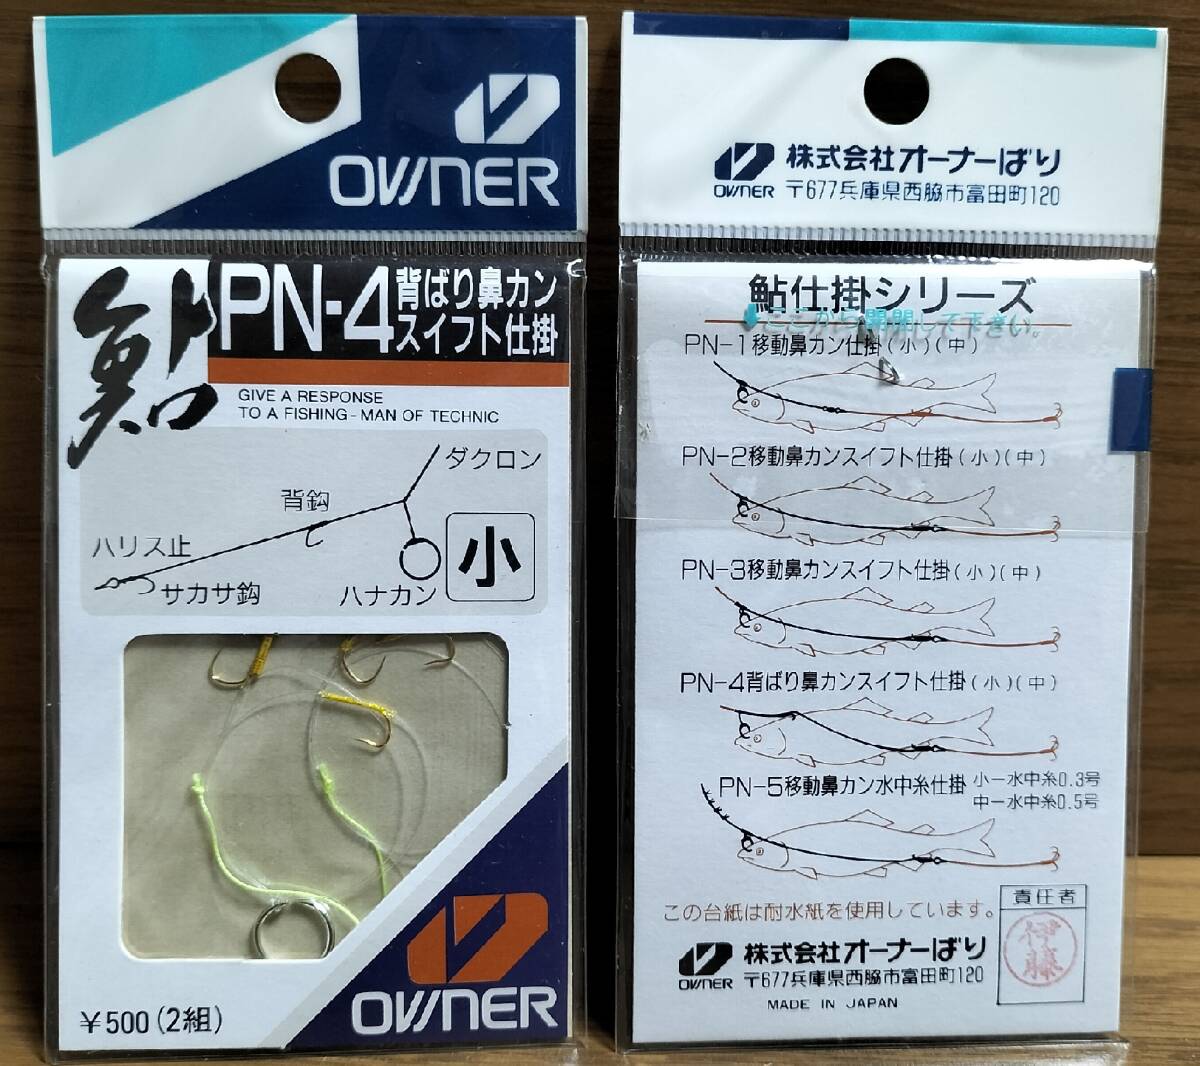 OWNER
鮎
PN-4 背ばり鼻カン
スイフト仕掛
GIVE A RESPONSE
TO A FISHING-MAN OF TECHNIC
ダクロン
背鈎
ハリス止
サカサ鈎
ハナカン
小
¥500(2組)
OWNER
OWNER
株式会社オーナーばり
〒677兵庫県西脇市富田町120
鮎仕掛シリーズ
⬇ここから開閉して下さい。
PN-1移動鼻カン仕掛(小)(中)
PN-2移動鼻カンスイフト仕掛(小)(中)
PN-3移動鼻カンスイフト仕掛(小)(中)
PN-4背ばり鼻カンスイフト仕掛(小)(中)
PN-5移動鼻カン水中糸仕掛 小ー水中糸0.3号
中ー水中糸0.5号
この台紙は耐水紙を使用しています。
責任者
伊藤
OWNER
株式会社オーナーばり
〒677兵庫県西脇市富田町120
MADE IN JAPAN